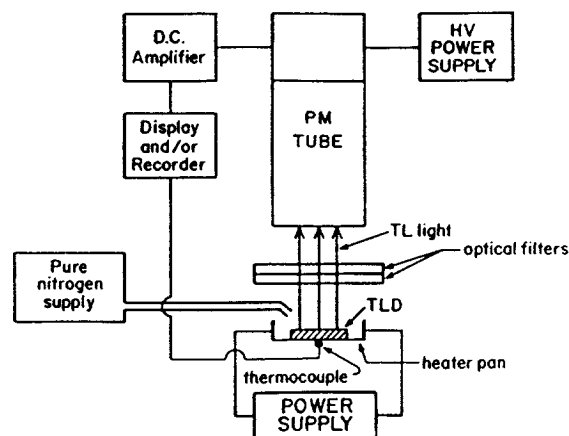 D.C.
Amplifier
HV
POWER
SUPPLY
PM
TUBE
Display
and/or
Recorder
TL light
optical filters
Pure
nitrogen
supply
TLD
heater pan
thermocouple
POWER
SUPPLY